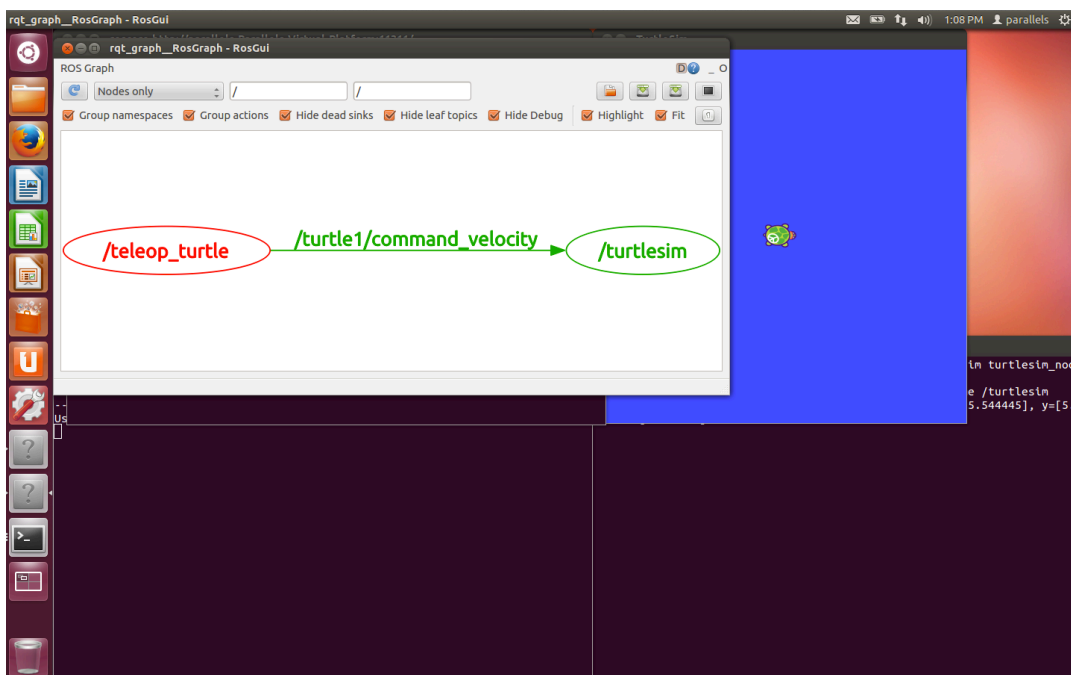 rqt_graph__RosGraph - RosGui
1:08 PM parallels
rqt_graph__RosGraph - RosGui
ROS Graph
D ? _ O
Nodes only / /
Group namespaces Group actions Hide dead sinks Hide leaf topics Hide Debug Highlight Fit
/teleop_turtle /turtle1/command_velocity /turtlesim
im turtlesim_noc
e /turtlesim
5.544445], y=[5
--
Us